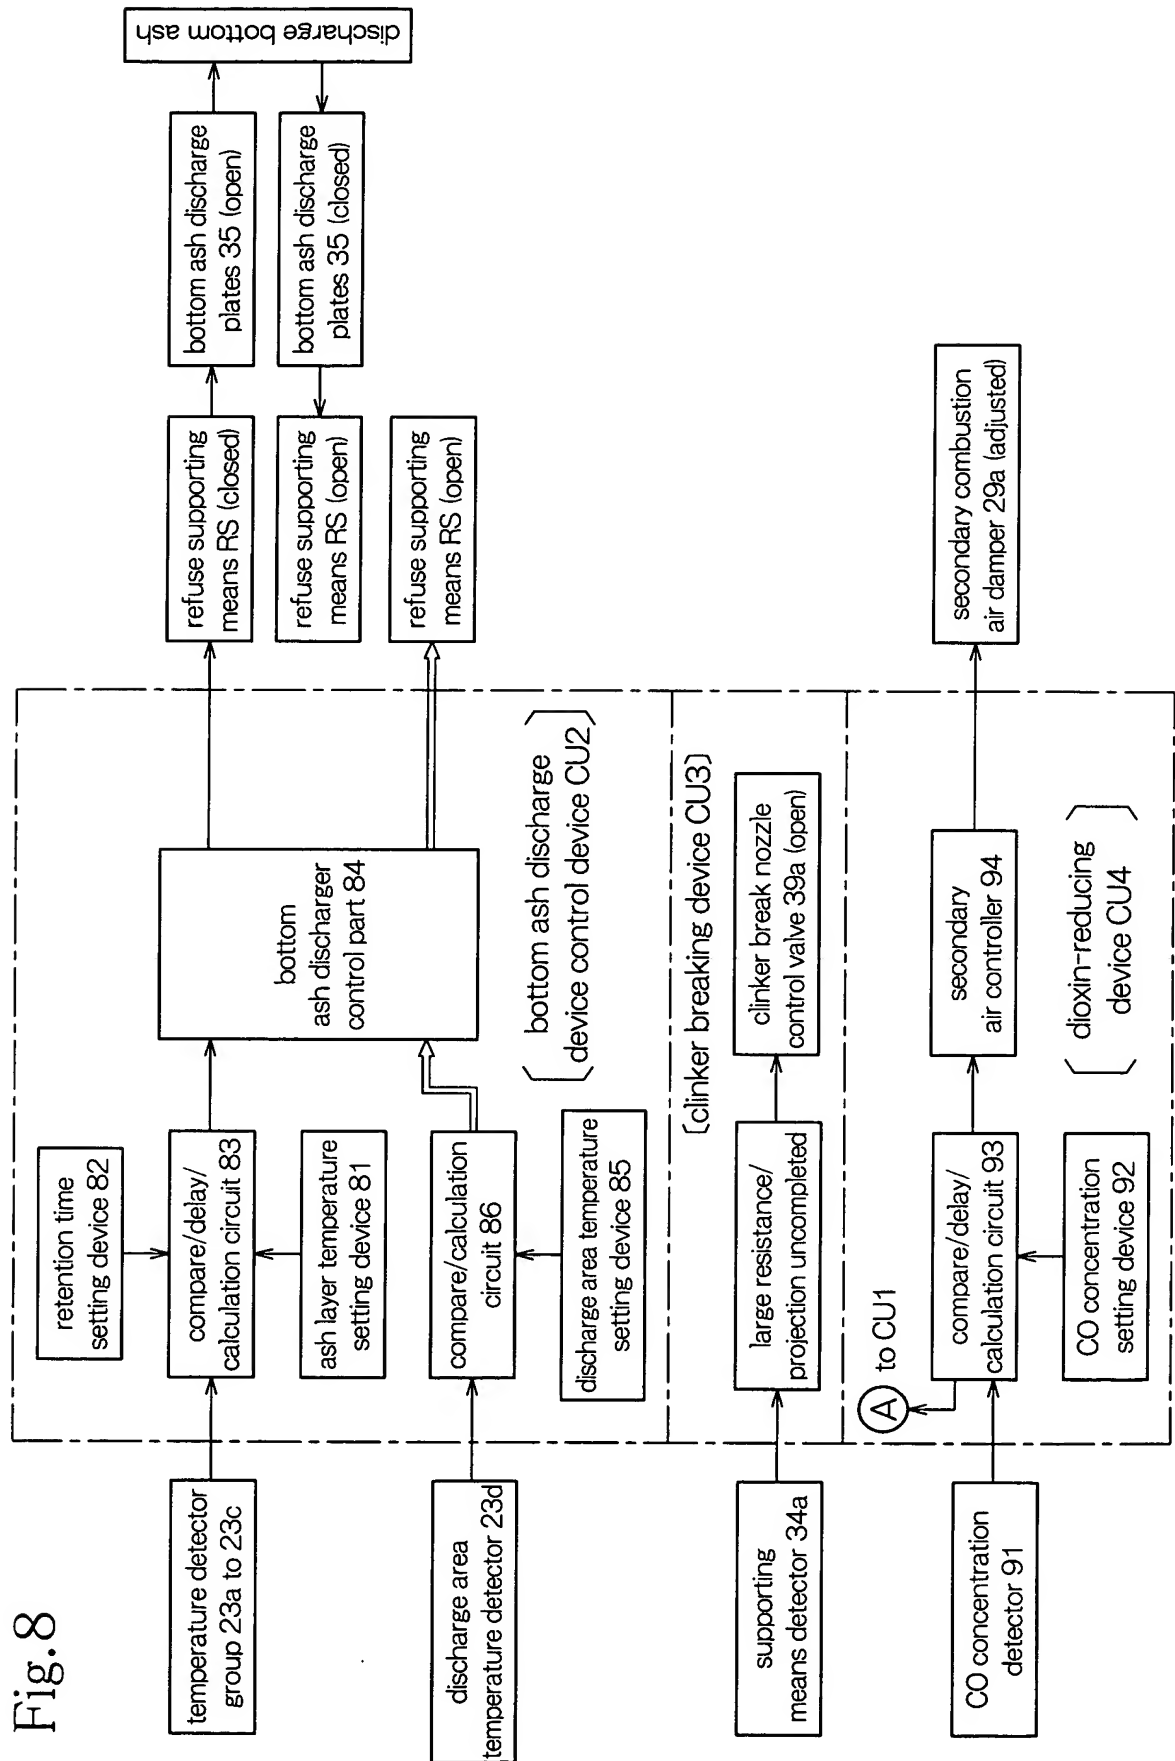 Fig.8
temperature detector
group 23a to 23c
retention time
setting device 82
compare/delay/
calculation circuit 83
ash layer temperature
setting device 81
bottom
ash discharger
control part 84
refuse supporting
means RS (closed)
bottom ash discharge
plates 35 (open)
discharge bottom ash
bottom ash discharge
plates 35 (closed)
refuse supporting
means RS (open)
refuse supporting
means RS (open)
discharge area
temperature detector 23d
compare/calculation
circuit 86
discharge area temperature
setting device 85
bottom ash discharge
device control device CU2
supporting
means detector 34a
[clinker breaking device CU3]
large resistance/
projection uncompleted
clinker break nozzle
control valve 39a (open)
A to CU1
CO concentration
detector 91
compare/delay/
calculation circuit 93
CO concentration
setting device 92
secondary
air controller 94
dioxin-reducing
device CU4
secondary combustion
air damper 29a (adjusted)